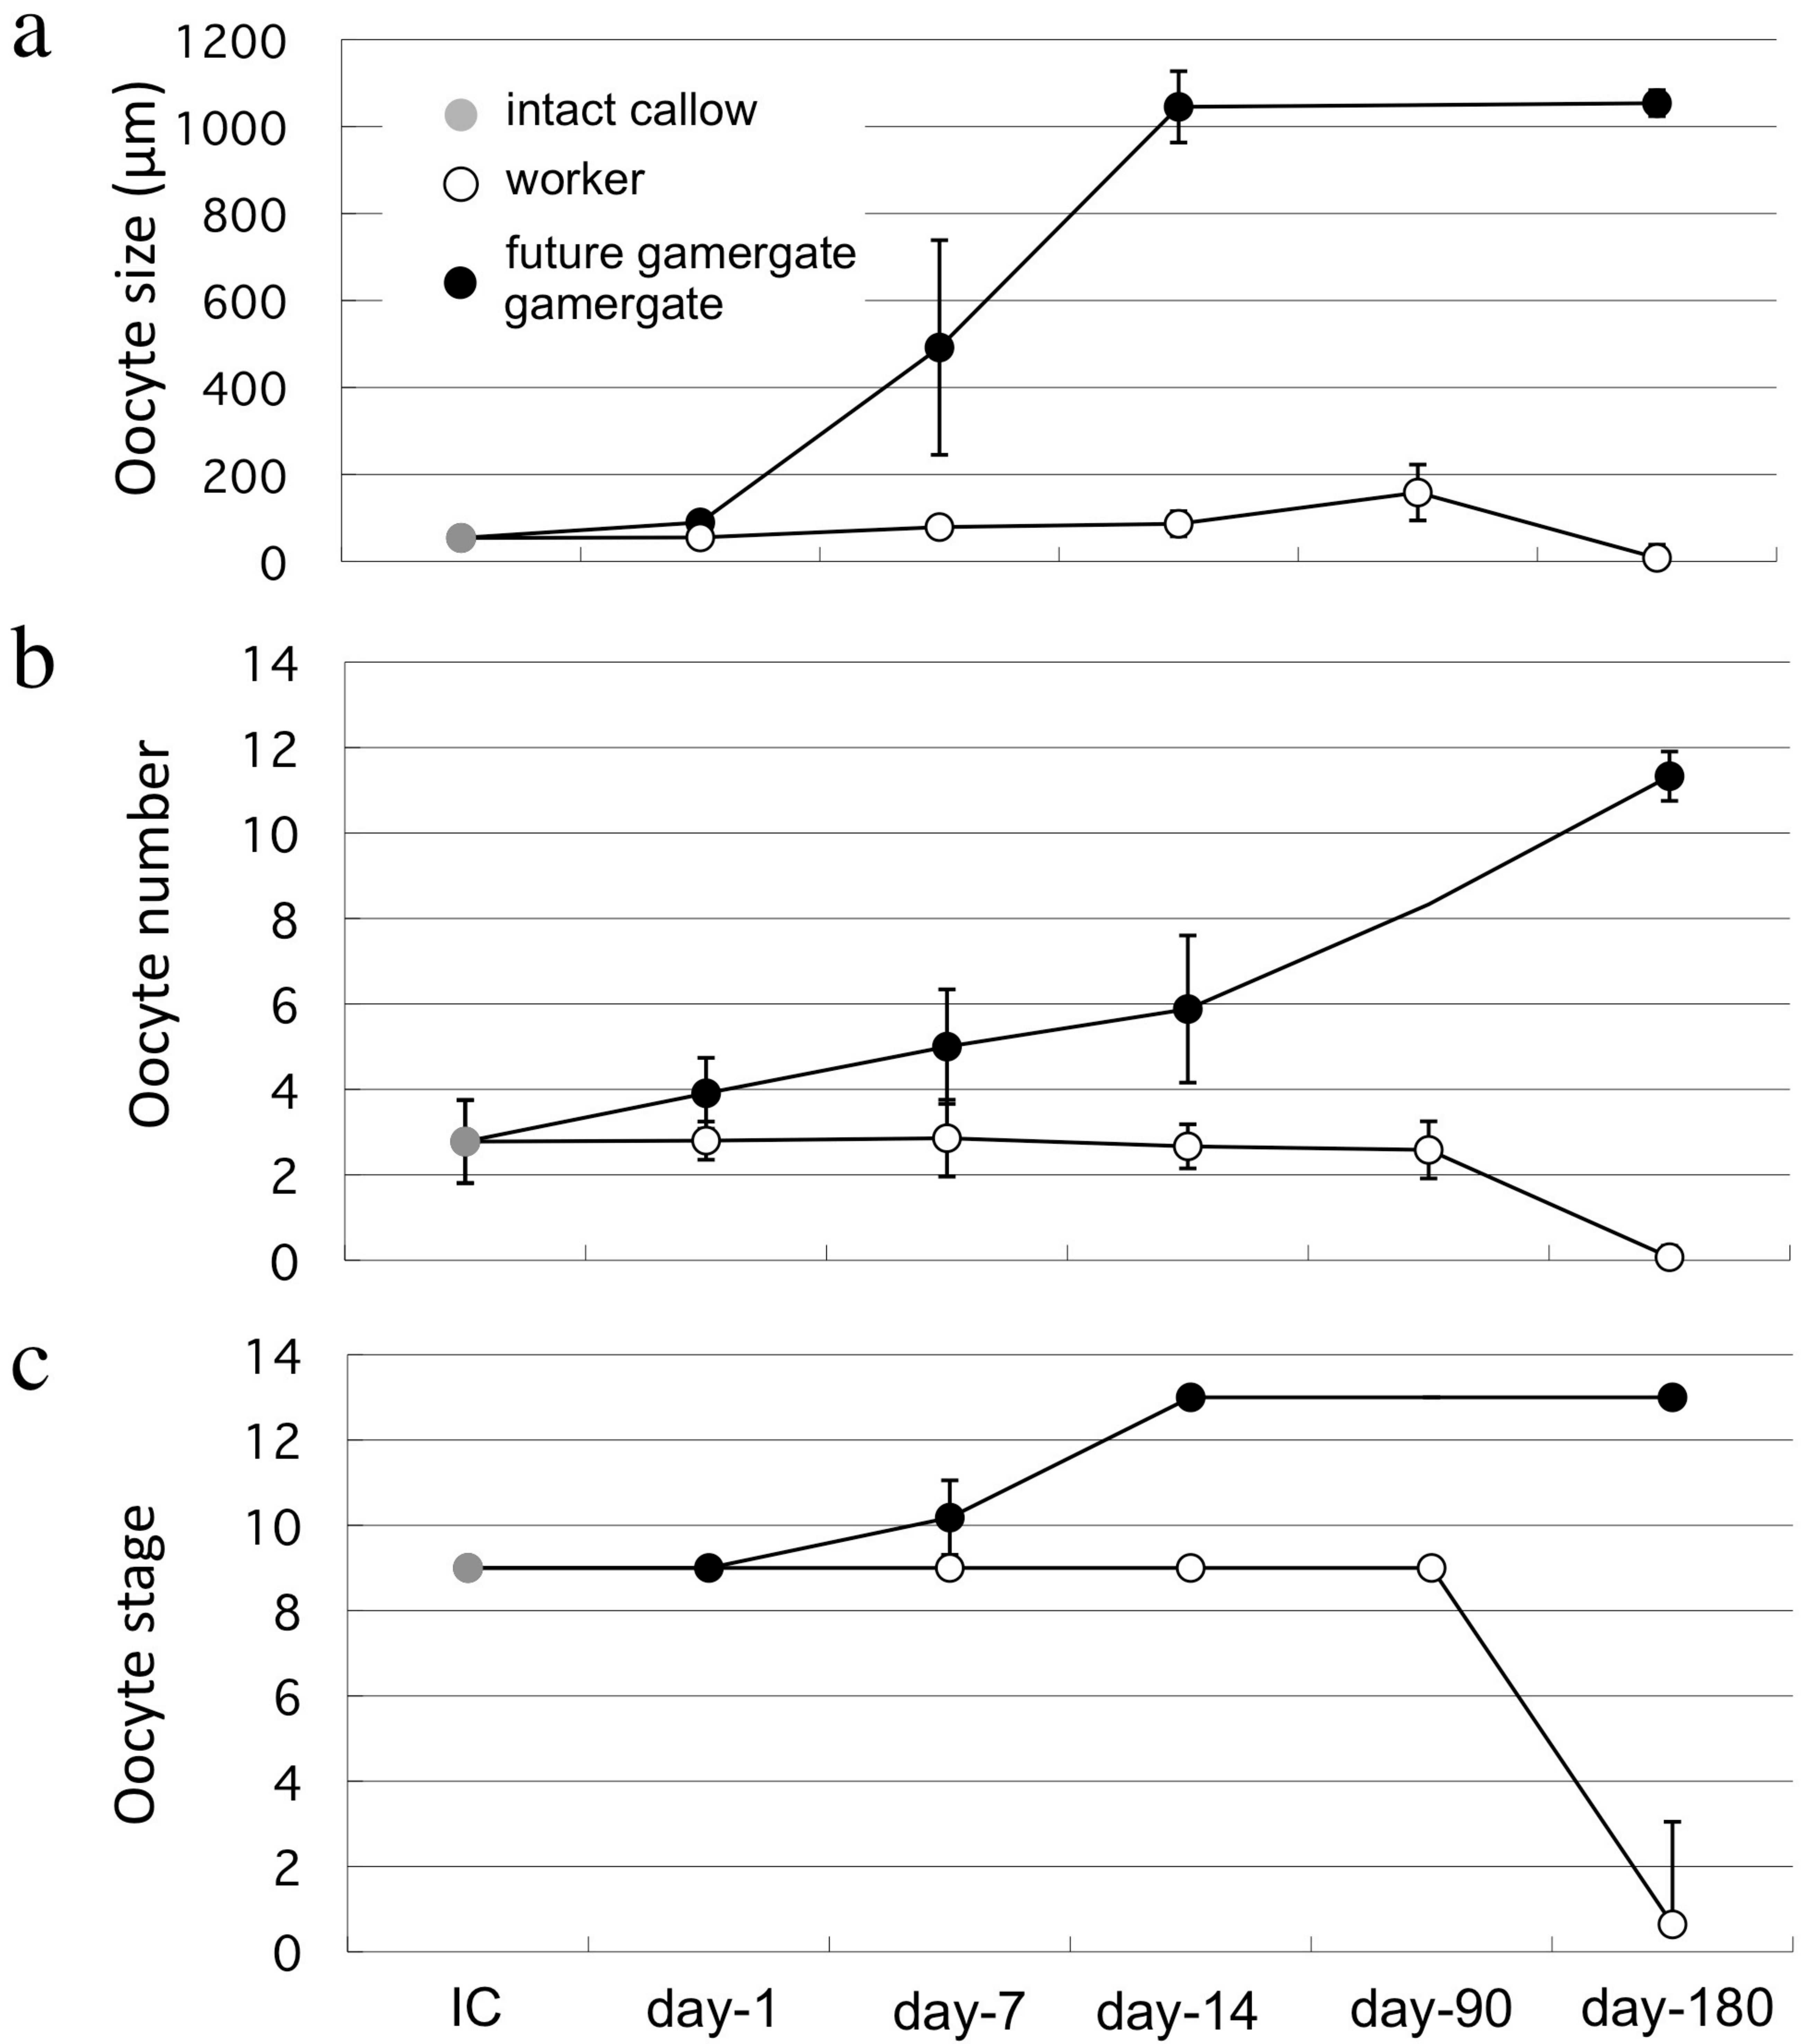 a
Oocyte size (µm)
1200
1000
800
600
400
200
0
intact callow
worker
future gamergate
gamergate
b
Oocyte number
14
12
10
8
6
4
2
0
c
Oocyte stage
14
12
10
8
6
4
2
0
IC day-1 day-7 day-14 day-90 day-180